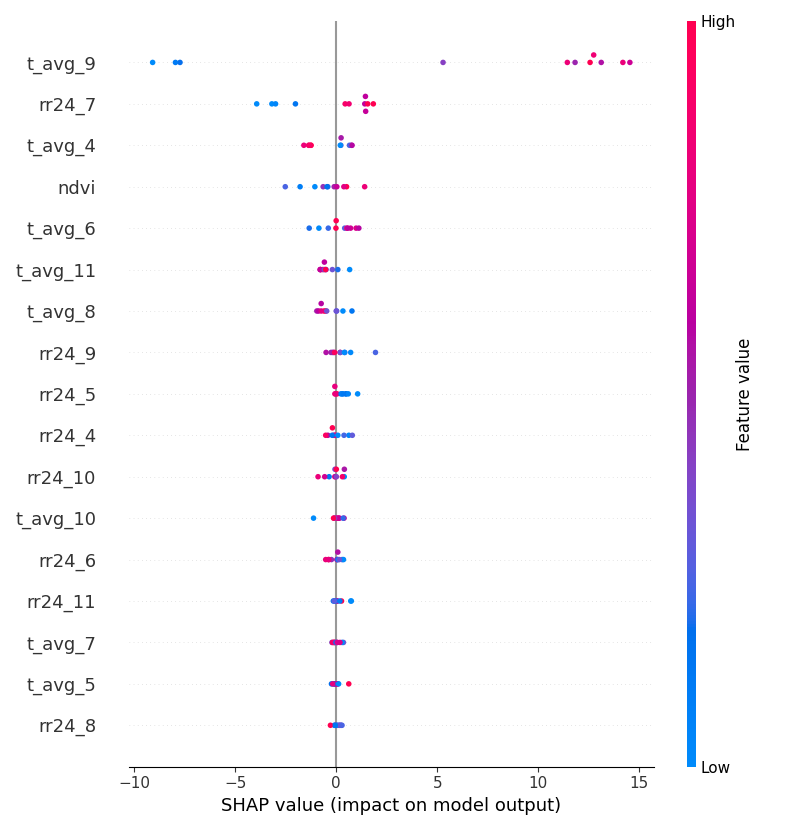 High
t_avg_9
rr24_7
t_avg_4
ndvi
t_avg_6
t_avg_11
t_avg_8
rr24_9
rr24_5
rr24_4
rr24_10
t_avg_10
rr24_6
rr24_11
t_avg_7
t_avg_5
rr24_8
Feature value
Low
−10 −5 0 5 10 15
SHAP value (impact on model output)